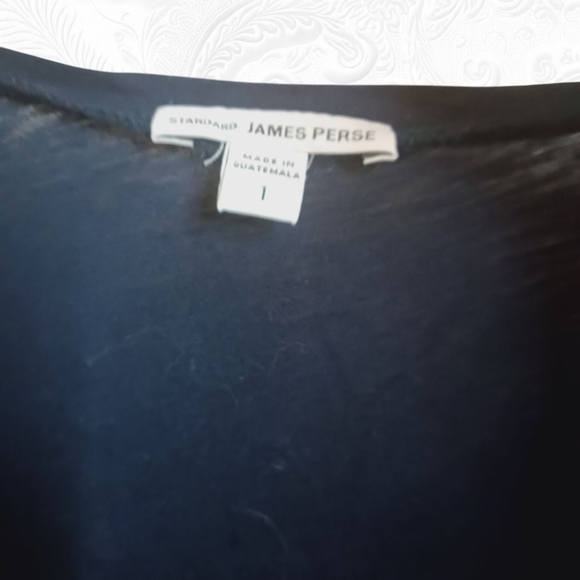 STANDARD JAMES PERSE
MADE IN
GUATEMALA
1